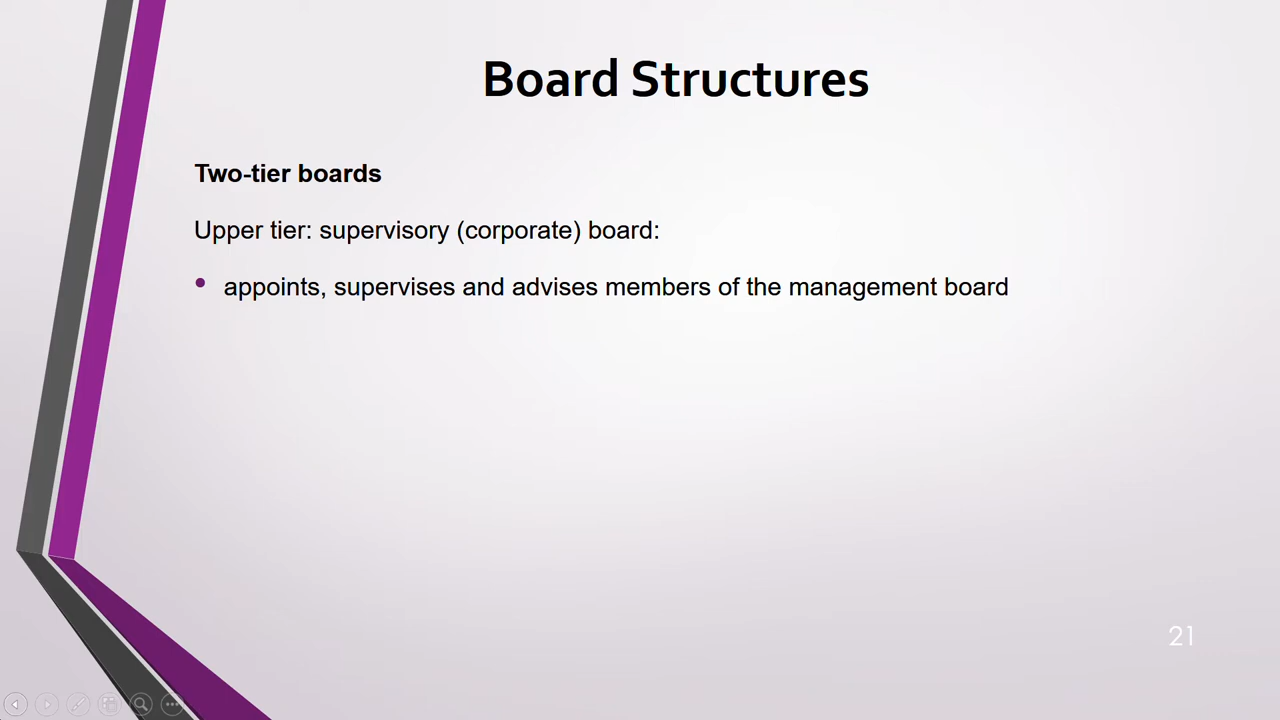 Board Structures
Two-tier boards
Upper tier: supervisory (corporate) board:
• appoints, supervises and advises members of the management board
21